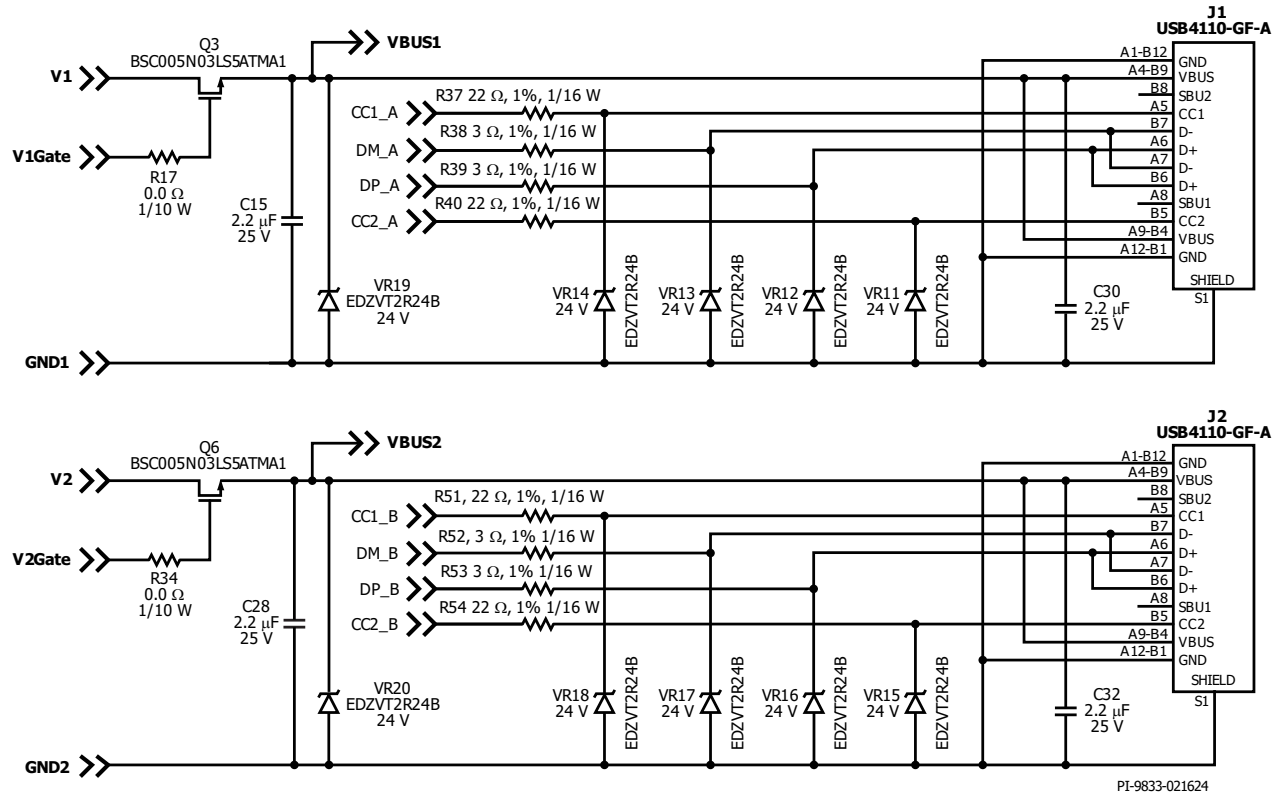 J1
USB4110-GF-A
Q3
BSC005N03LS5ATMA1
VBUS1
V1
A1-B12
GND
A4-B9
VBUS
B8
SBU2
R37 22 Ω, 1%, 1/16 W
CC1_A
A5
CC1
B7
D-
R38 3 Ω, 1%, 1/16 W
DM_A
A6
D+
A7
D-
V1Gate
R39 3 Ω, 1%, 1/16 W
DP_A
B6
D+
R17
0.0 Ω
1/10 W
A8
SBU1
R40 22 Ω, 1%, 1/16 W
CC2_A
B5
CC2
C15
2.2 µF
25 V
A9-B4
VBUS
A12-B1
GND
SHIELD
S1
VR19
EDZVT2R24B
24 V
VR14
24 V
EDZVT2R24B
VR13
24 V
EDZVT2R24B
VR12
24 V
EDZVT2R24B
VR11
24 V
EDZVT2R24B
C30
2.2 µF
25 V
GND1
J2
USB4110-GF-A
Q6
BSC005N03LS5ATMA1
VBUS2
V2
A1-B12
GND
A4-B9
VBUS
B8
SBU2
R51, 22 Ω, 1%, 1/16 W
CC1_B
A5
CC1
B7
D-
R52, 3 Ω, 1% 1/16 W
DM_B
A6
D+
A7
D-
V2Gate
R53 3 Ω, 1% 1/16 W
DP_B
B6
D+
R34
0.0 Ω
1/10 W
A8
SBU1
R54 22 Ω, 1% 1/16 W
CC2_B
B5
CC2
C28
2.2 µF
25 V
A9-B4
VBUS
A12-B1
GND
SHIELD
S1
VR20
EDZVT2R24B
24 V
VR18
24 V
EDZVT2R24B
VR17
24 V
EDZVT2R24B
VR16
24 V
EDZVT2R24B
VR15
24 V
EDZVT2R24B
C32
2.2 µF
25 V
GND2
PI-9833-021624